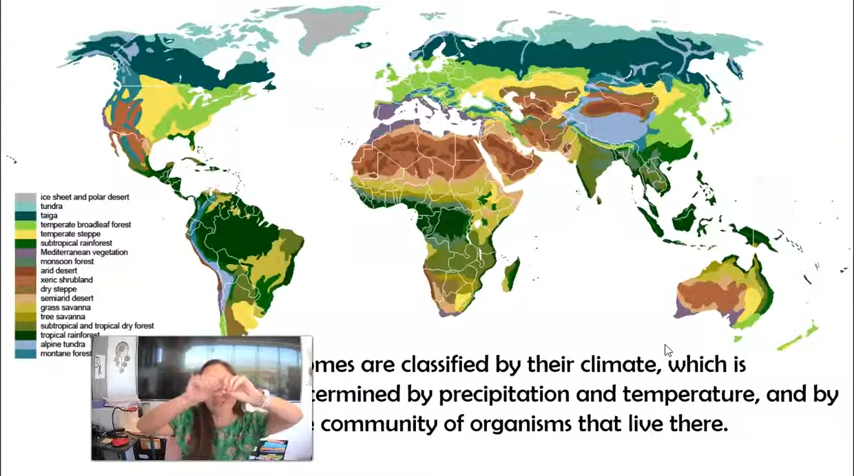 ice sheet and polar desert
tundra
taiga
temperate broadleaf forest
temperate steppe
subtropical rainforest
Mediterranean vegetation
monsoon forest
arid desert
xeric shrubland
dry steppe
semiarid desert
grass savanna
tree savanna
subtropical and tropical dry forest
tropical rainforest
alpine tundra
montane forest
omes are classified by their climate, which is
termined by precipitation and temperature, and by
e community of organisms that live there.